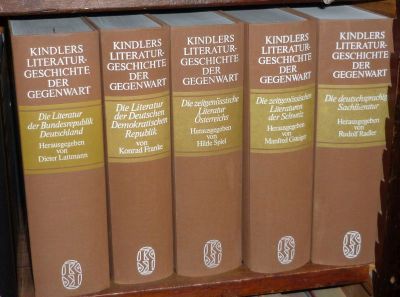 KINDLERS
LITERATUR-
GESCHICHTE
DER
GEGENWART
Die Literatur
der Bundesrepublik
Deutschland
Herausgegeben
von
Dieter Lattmann
KINDLERS
LITERATUR-
GESCHICHTE
DER
GEGENWART
Die Literatur
der Deutschen
Demokratischen
Republik
von
Konrad Franke
KINDLERS
LITERATUR-
GESCHICHTE
DER
GEGENWART
Die zeitgenössische
Literatur
Österreichs
Herausgegeben
von
Hilde Spiel
KINDLERS
LITERATUR-
GESCHICHTE
DER
GEGENWART
Die zeitgenössischen
Literaturen
der Schweiz
Herausgegeben
von
Manfred Gsteiger
KINDLERS
LITERATUR-
GESCHICHTE
DER
GEGENWART
Die deutschsprachige
Sachliteratur
Herausgegeben
von
Rudolf Radler